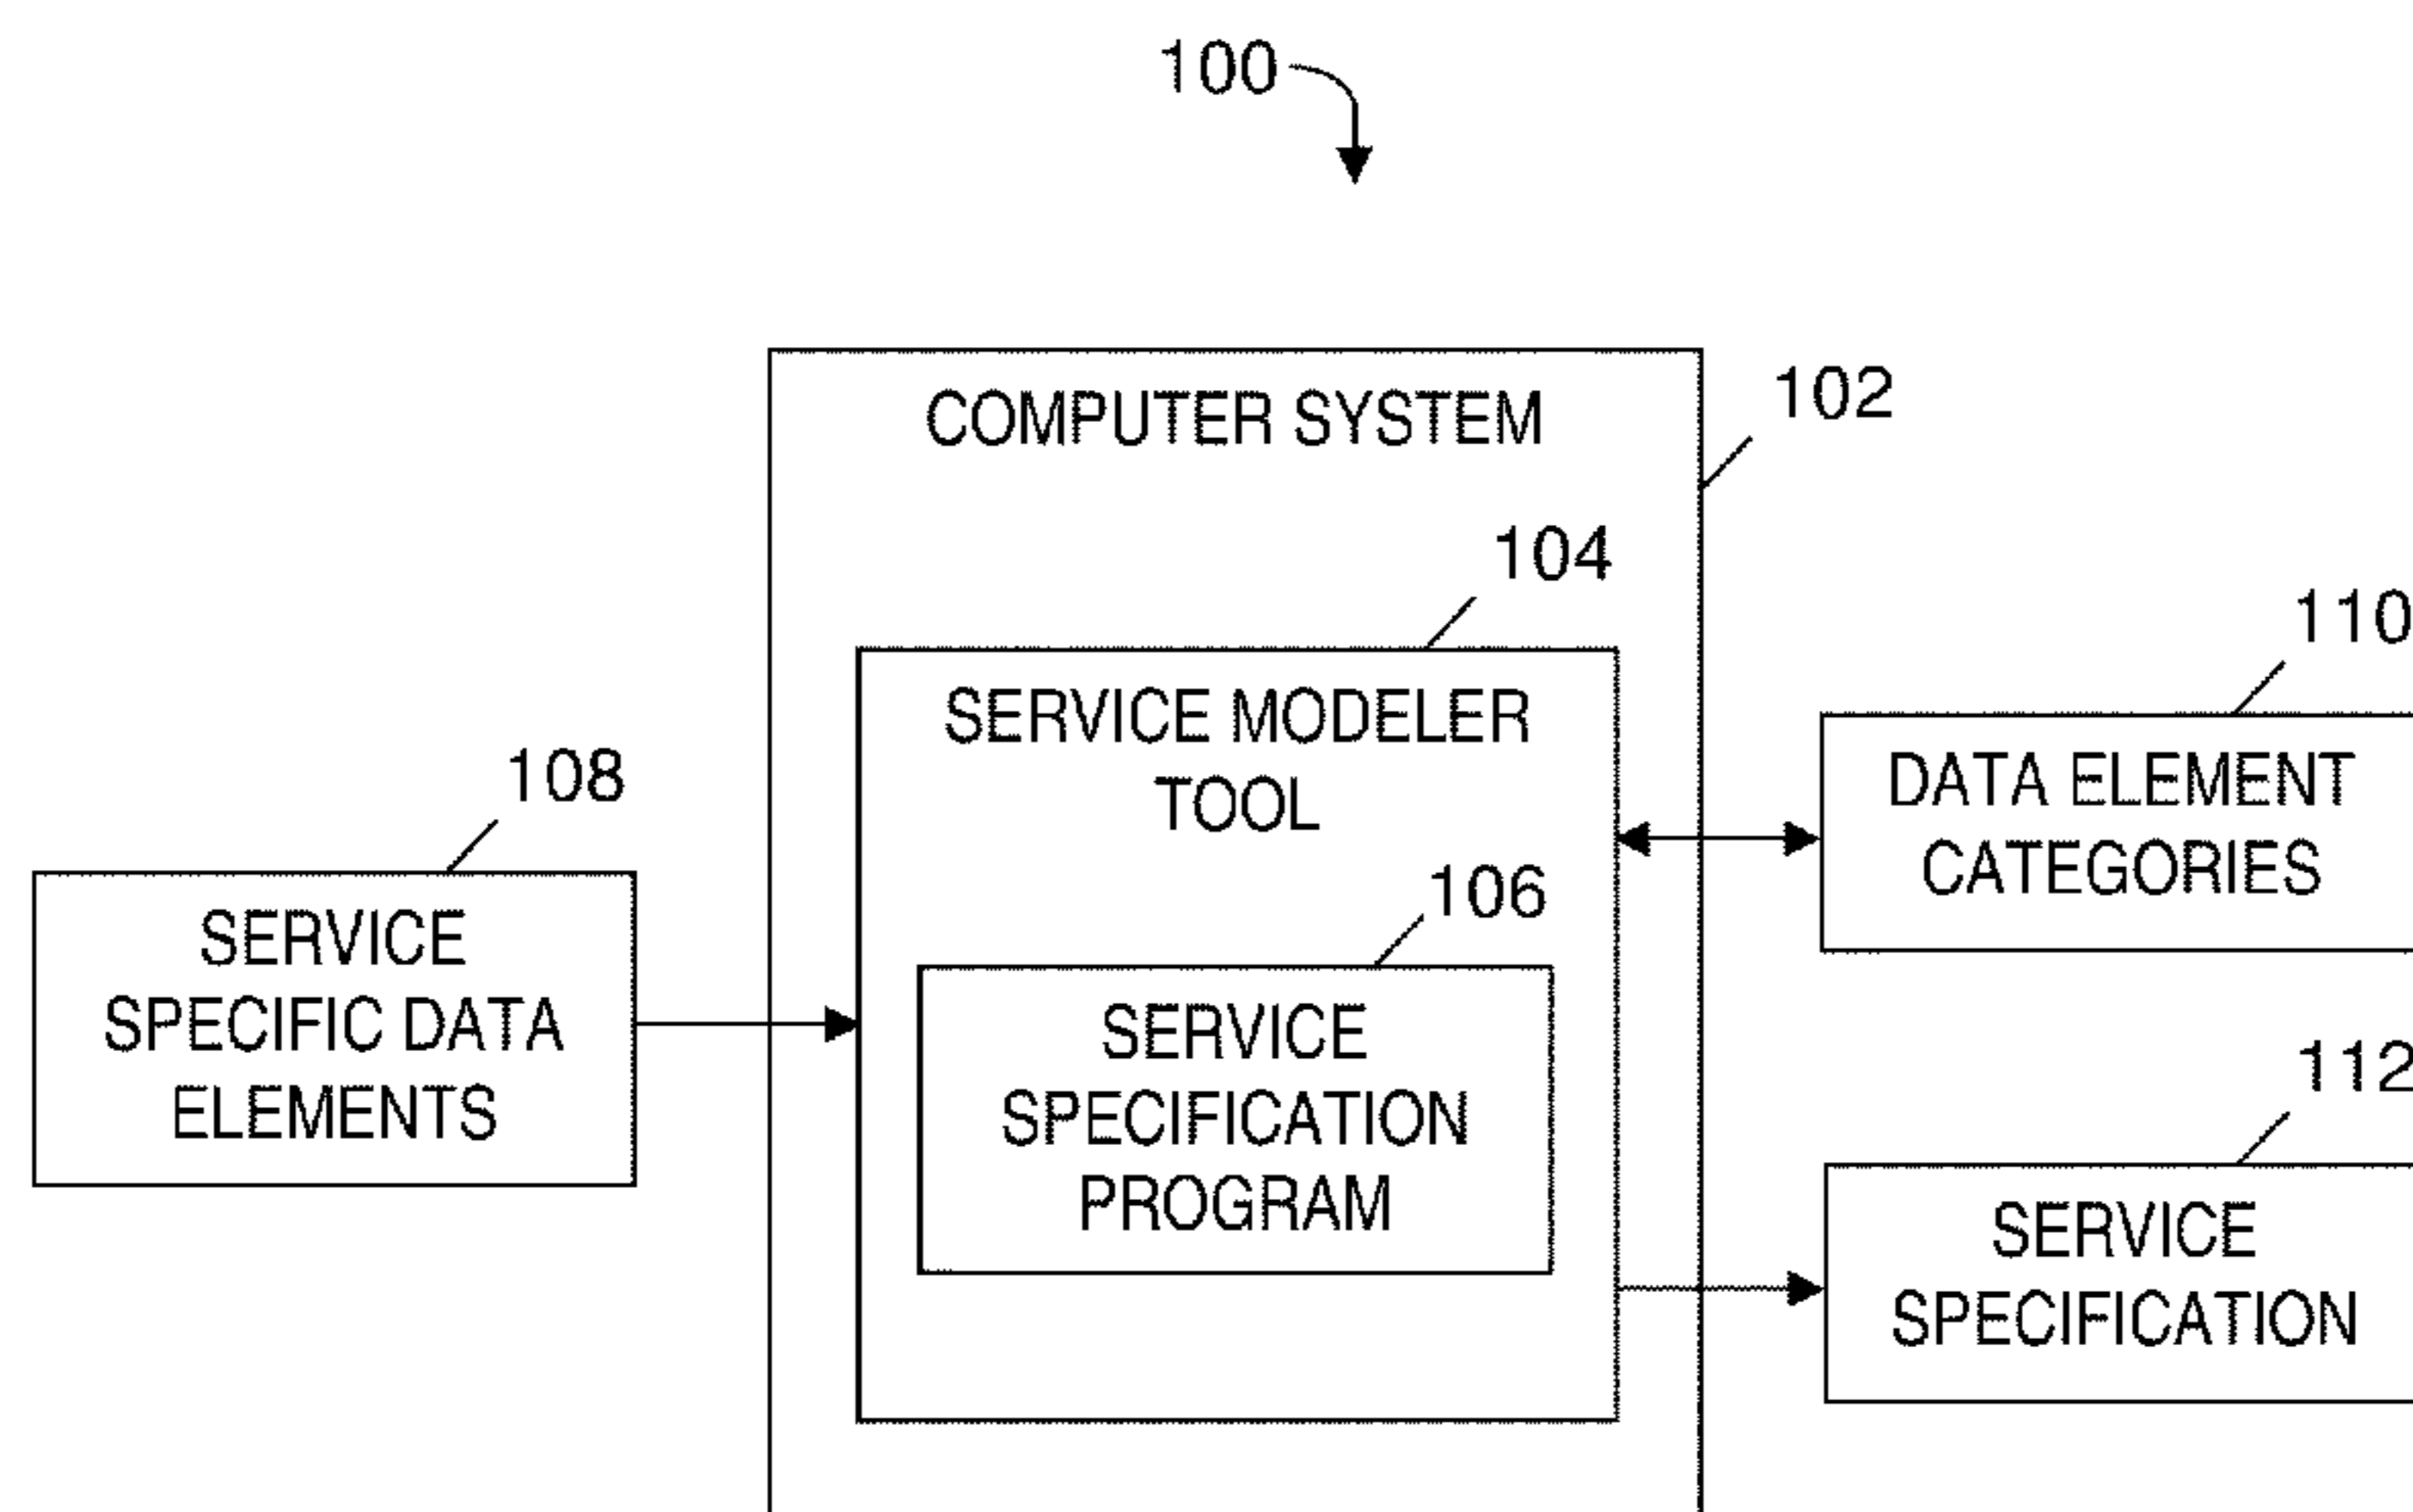 100
COMPUTER SYSTEM
102
104
SERVICE MODELER
TOOL
106
SERVICE
SPECIFICATION
PROGRAM
108
SERVICE
SPECIFIC DATA
ELEMENTS
110
DATA ELEMENT
CATEGORIES
112
SERVICE
SPECIFICATION